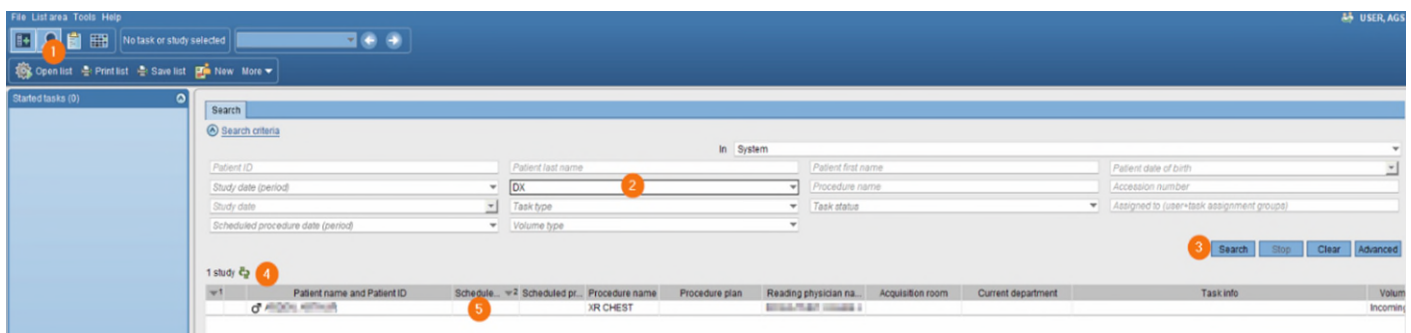 File List area Tools Help USER, AGS
1 No task or study selected
Open list Print list Save list New More
Started tasks (0)
Search
Search criteria
In System
Patient ID Patient last name Patient first name Patient date of birth
Study date (period) DX 2 Procedure name Accession number
Study date Task type Task status Assigned to (user+task assignment groups)
Scheduled procedure date (period) Volume type
3 Search Stop Clear Advanced
1 study 4
1 Patient name and Patient ID Schedule... 2 Scheduled pr... Procedure name Procedure plan Reading physician na... Acquisition room Current department Task info Volum
5 XR CHEST Incoming